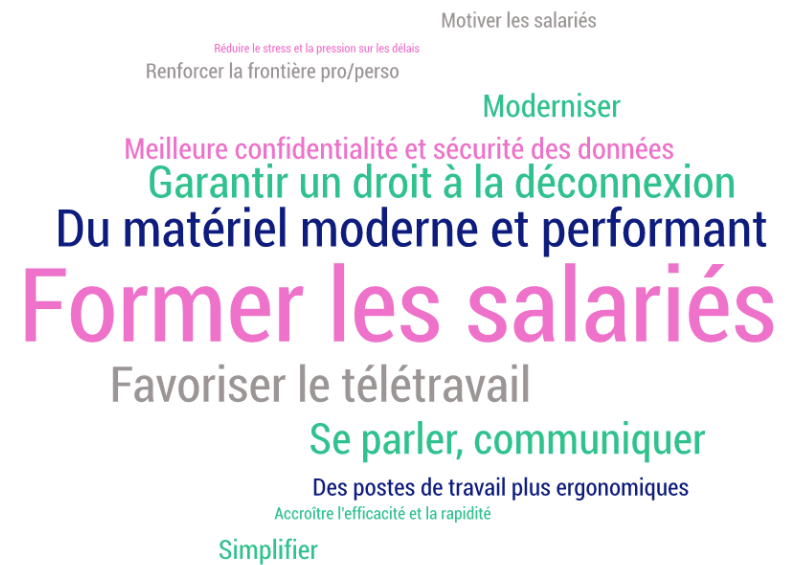 Motiver les salariés
Réduire le stress et la pression sur les délais
Renforcer la frontière pro/perso
Moderniser
Meilleure confidentialité et sécurité des données
Garantir un droit à la déconnexion
Du matériel moderne et performant
Former les salariés
Favoriser le télétravail
Se parler, communiquer
Des postes de travail plus ergonomiques
Accroître l'efficacité et la rapidité
Simplifier